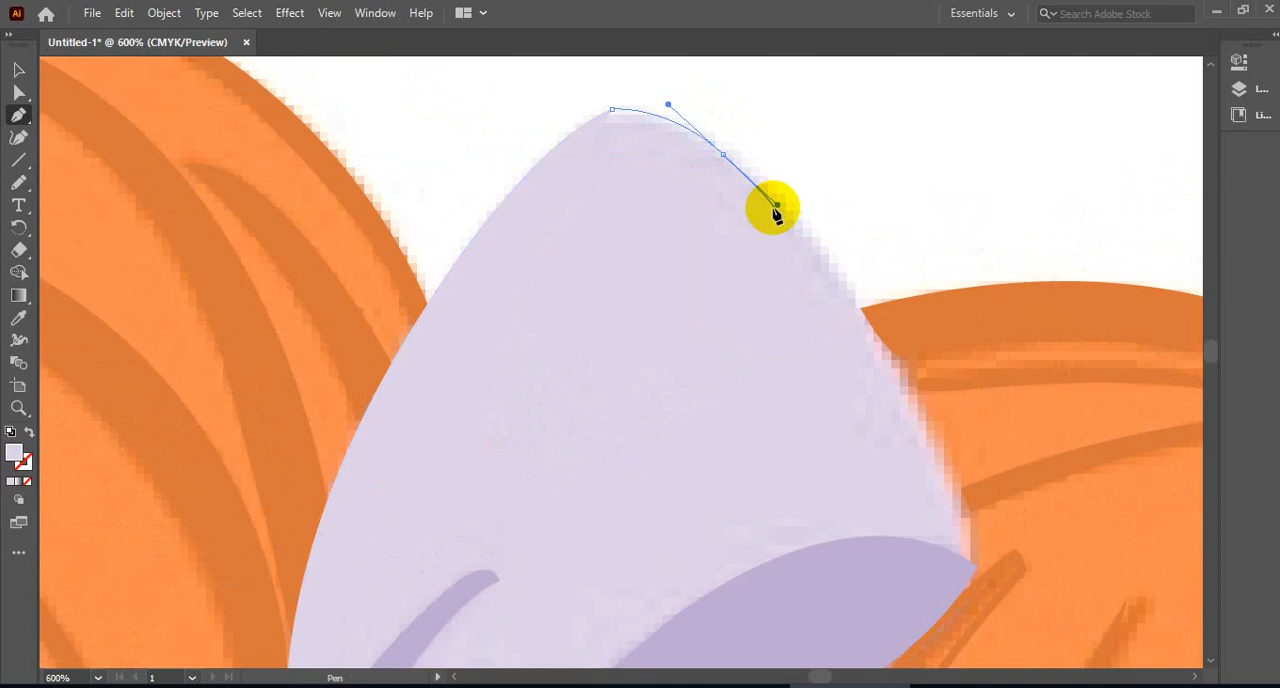 Ai File Edit Object Type Select Effect View Window Help Essentials Search Adobe Stock
Untitled-1* @ 600% (CMYK/Preview) ×
L...
Li...
T
600% 1 Pen